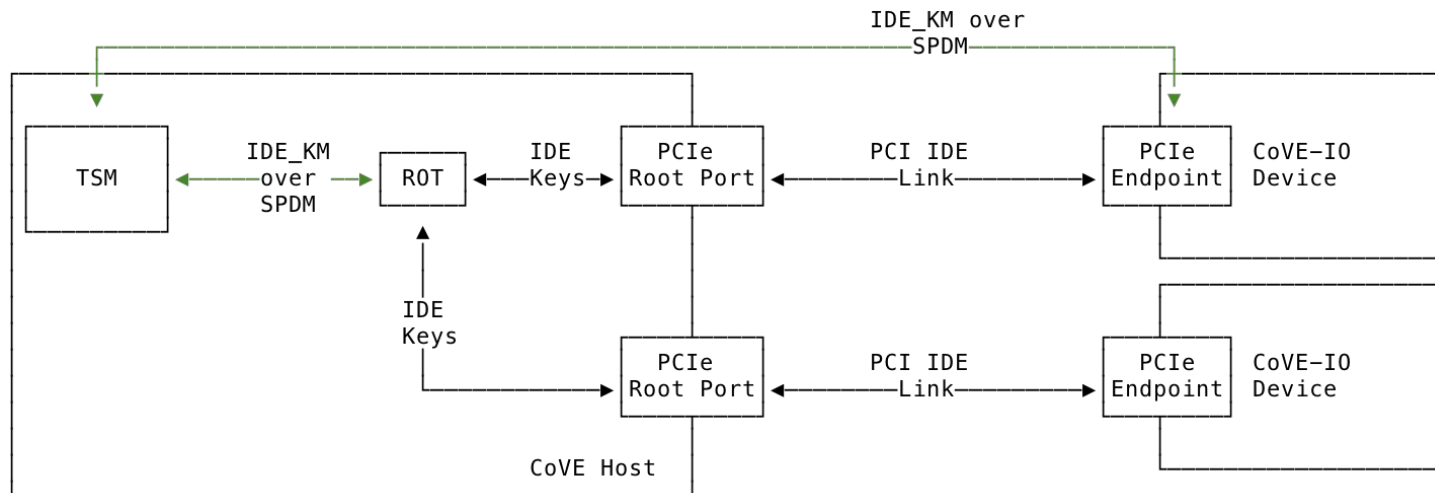 IDE_KM over
SPDM
TSM
IDE_KM
over
SPDM
ROT
IDE
Keys
PCIe
Root Port
PCI IDE
Link
PCIe
Endpoint
CoVE-IO
Device
IDE
Keys
PCIe
Root Port
PCI IDE
Link
PCIe
Endpoint
CoVE-IO
Device
CoVE Host